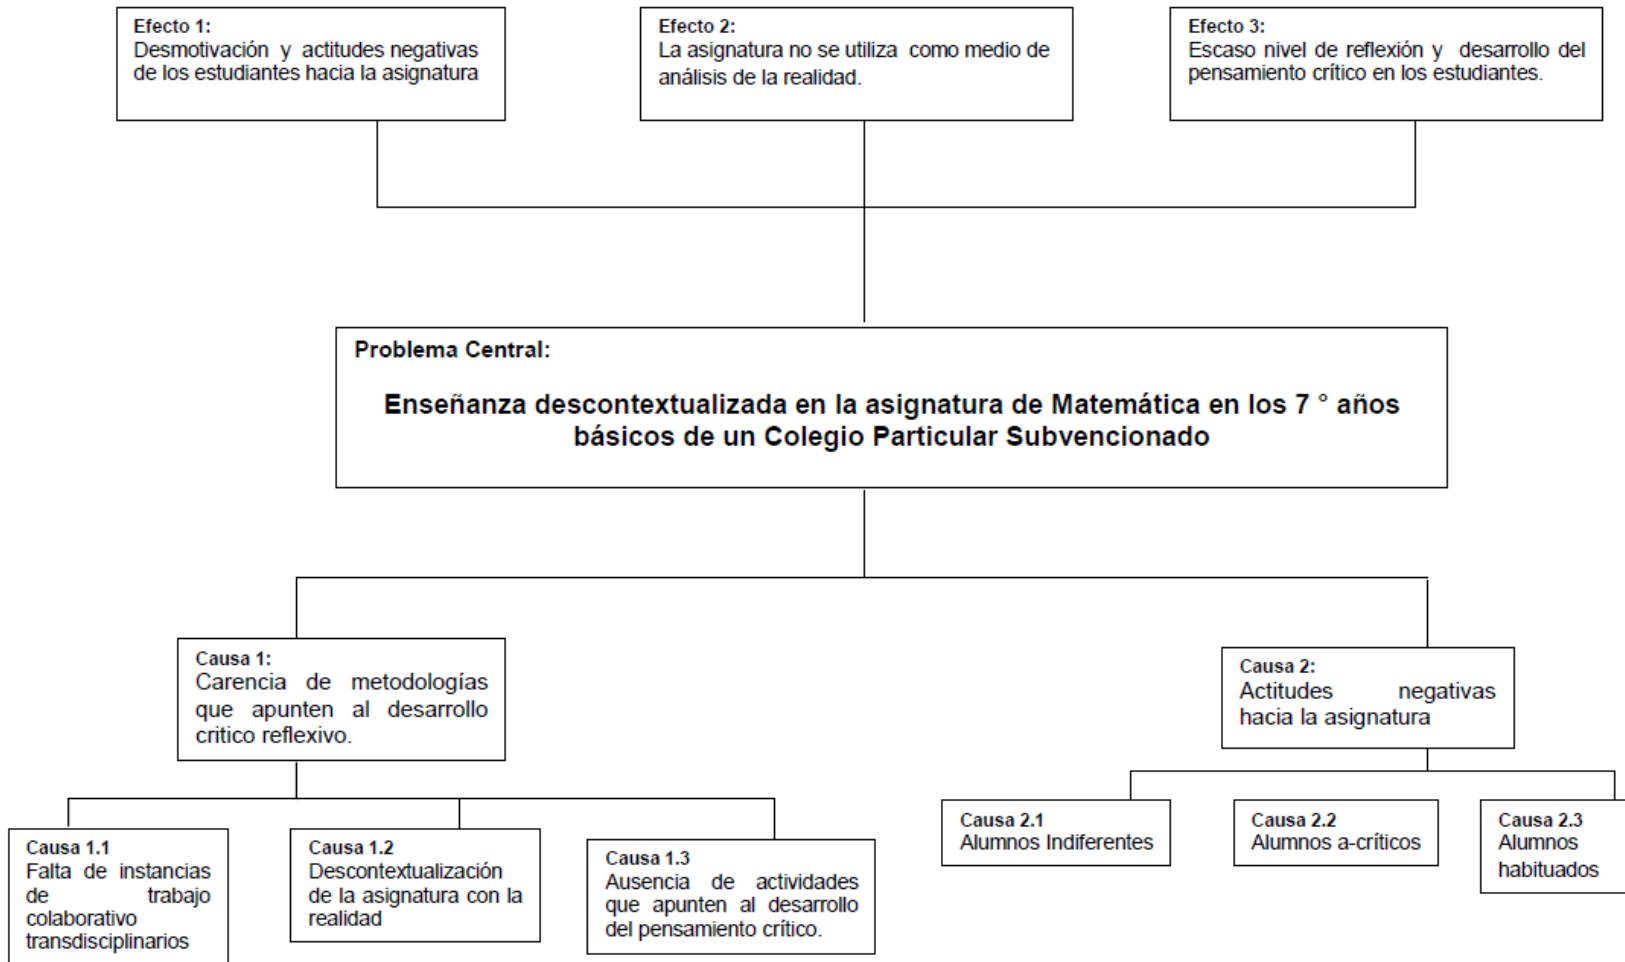 Efecto 1:
Desmotivación y actitudes negativas
de los estudiantes hacia la asignatura
Efecto 2:
La asignatura no se utiliza como medio de
análisis de la realidad.
Efecto 3:
Escaso nivel de reflexión y desarrollo del
pensamiento crítico en los estudiantes.
Problema Central:
Enseñanza descontextualizada en la asignatura de Matemática en los 7 ° años
básicos de un Colegio Particular Subvencionado
Causa 1:
Carencia de metodologías
que apunten al desarrollo
critico reflexivo.
Causa 2:
Actitudes negativas
hacia la asignatura
Causa 1.1
Falta de instancias
de trabajo
colaborativo
transdisciplinarios
Causa 1.2
Descontextualización
de la asignatura con la
realidad
Causa 1.3
Ausencia de actividades
que apunten al desarrollo
del pensamiento crítico.
Causa 2.1
Alumnos Indiferentes
Causa 2.2
Alumnos a-críticos
Causa 2.3
Alumnos
habituados